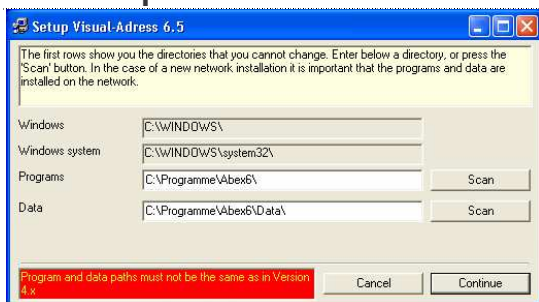 Setup Visual-Adress 6.5
The first rows show you the directories that you cannot change. Enter below a directory, or press the
'Scan' button. In the case of a new network installation it is important that the programs and data are
installed on the network.
Windows
C:\WINDOWS\
Windows system
C:\WINDOWS\system32\
Programs
C:\Programme\Abex6\
Scan
Data
C:\Programme\Abex6\Data\
Scan
Program and data paths must not be the same as in Version
4.x
Cancel
Continue